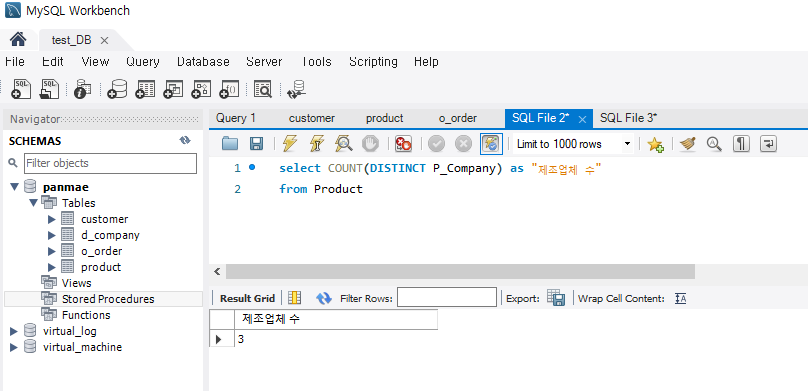 MySQL Workbench
test_DB
File Edit View Query Database Server Tools Scripting Help
Navigator
SCHEMAS
Filter objects
panmae
Tables
customer
d_company
o_order
product
Views
Stored Procedures
Functions
virtual_log
virtual_machine
Query 1 customer product o_order SQL File 2* SQL File 3*
Limit to 1000 rows
1 select COUNT(DISTINCT P_Company) as "제조업체 수"
2 from Product
Result Grid Filter Rows: Export: Wrap Cell Content:
제조업체 수
3